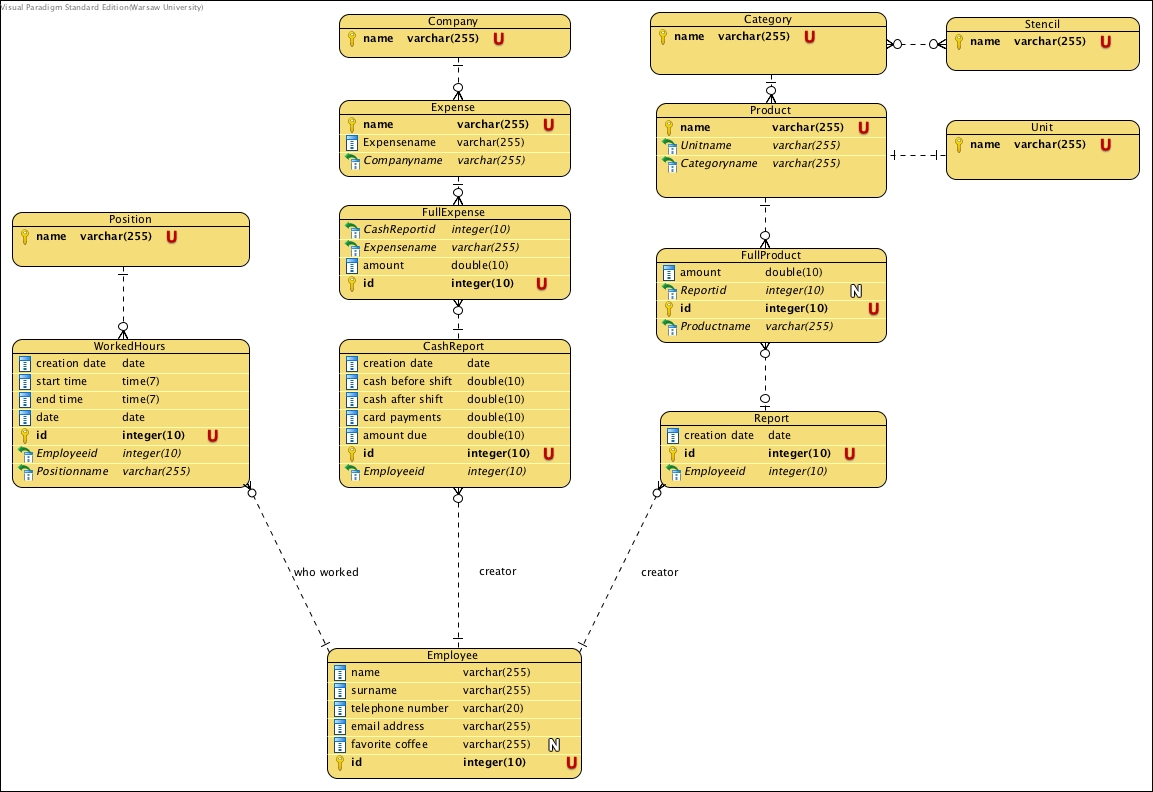 Visual Paradigm Standard Edition(Warsaw University)
Company
name varchar(255) U
Category
name varchar(255) U
Stencil
name varchar(255) U
Expense
name varchar(255) U
Expensename varchar(255)
Companyname varchar(255)
Product
name varchar(255) U
Unitname varchar(255)
Categoryname varchar(255)
Unit
name varchar(255) U
Position
name varchar(255) U
FullExpense
CashReportid integer(10)
Expensename varchar(255)
amount double(10)
id integer(10) U
FullProduct
amount double(10)
Reportid integer(10) N
id integer(10) U
Productname varchar(255)
WorkedHours
creation date date
start time time(7)
end time time(7)
date date
id integer(10) U
Employeeid integer(10)
Positionname varchar(255)
CashReport
creation date date
cash before shift double(10)
cash after shift double(10)
card payments double(10)
amount due double(10)
id integer(10) U
Employeeid integer(10)
Report
creation date date
id integer(10) U
Employeeid integer(10)
who worked
creator
creator
Employee
name varchar(255)
surname varchar(255)
telephone number varchar(20)
email address varchar(255)
favorite coffee varchar(255) N
id integer(10) U